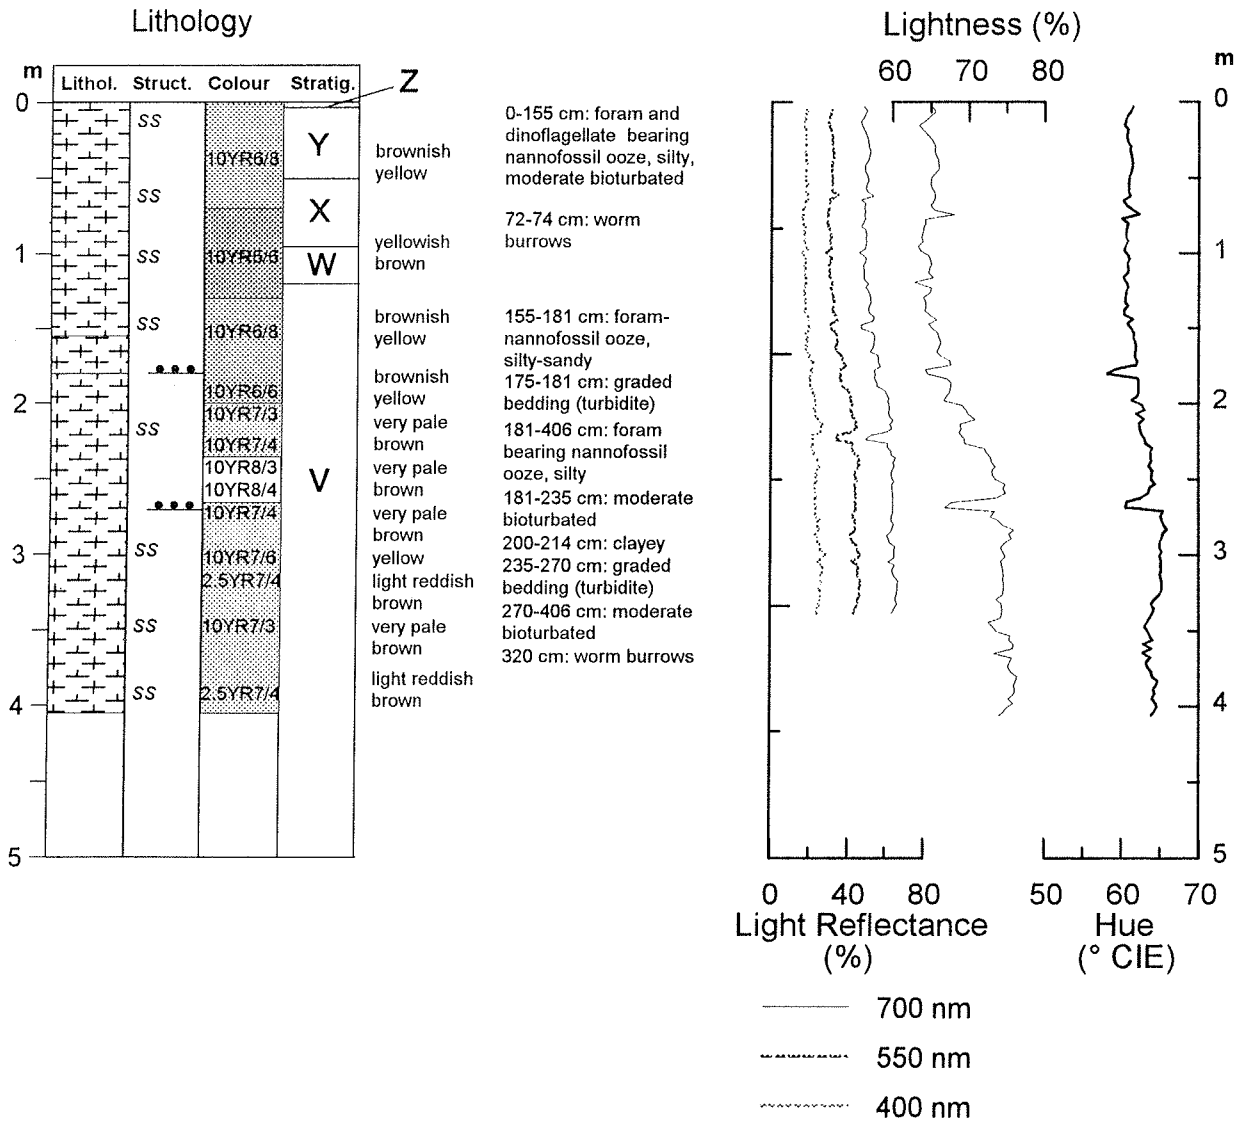 Lithology
m
Lithol. Struct. Colour Stratig.
Z
0
1
2
3
4
5
SS
SS
SS
SS
SS
SS
SS
SS
10YR6/8
10YR6/6
10YR6/8
10YR6/6
10YR7/3
10YR7/4
10YR8/3
10YR8/4
10YR7/4
10YR7/6
2.5YR7/4
10YR7/3
2.5YR7/4
Y
X
W
V
brownish
yellow
yellowish
brown
brownish
yellow
brownish
yellow
very pale
brown
very pale
brown
very pale
brown
yellow
light reddish
brown
very pale
brown
light reddish
brown
0-155 cm: foram and
dinoflagellate bearing
nannofossil ooze, silty,
moderate bioturbated
72-74 cm: worm
burrows
155-181 cm: foram-
nannofossil ooze,
silty-sandy
175-181 cm: graded
bedding (turbidite)
181-406 cm: foram
bearing nannofossil
ooze, silty
181-235 cm: moderate
bioturbated
200-214 cm: clayey
235-270 cm: graded
bedding (turbidite)
270-406 cm: moderate
bioturbated
320 cm: worm burrows
Lightness (%)
60 70 80
m
0
1
2
3
4
5
0 40 80
Light Reflectance
(%)
50 60 70
Hue
(° CIE)
700 nm
550 nm
400 nm